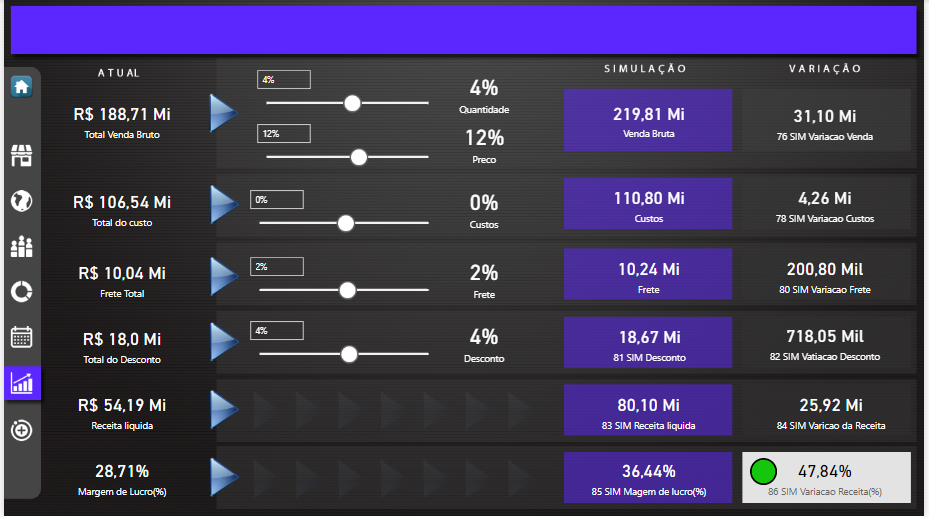 ATUAL
SIMULAÇÃO
VARIAÇÃO
R$ 188,71 Mi
Total Venda Bruto
4%
4%
Quantidade
12%
12%
Preco
219,81 Mi
Venda Bruta
31,10 Mi
76 SIM Variacao Venda
R$ 106,54 Mi
Total do custo
0%
0%
Custos
110,80 Mi
Custos
4,26 Mi
78 SIM Variacao Custos
R$ 10,04 Mi
Frete Total
2%
2%
Frete
10,24 Mi
Frete
200,80 Mil
80 SIM Variacao Frete
R$ 18,0 Mi
Total do Desconto
4%
4%
Desconto
18,67 Mi
81 SIM Desconto
718,05 Mil
82 SIM Vatiacao Desconto
R$ 54,19 Mi
Receita liquida
80,10 Mi
83 SIM Receita liquida
25,92 Mi
84 SIM Varicao da Receita
28,71%
Margem de Lucro(%)
36,44%
85 SIM Magem de lucro(%)
47,84%
86 SIM Variacao Receita(%)